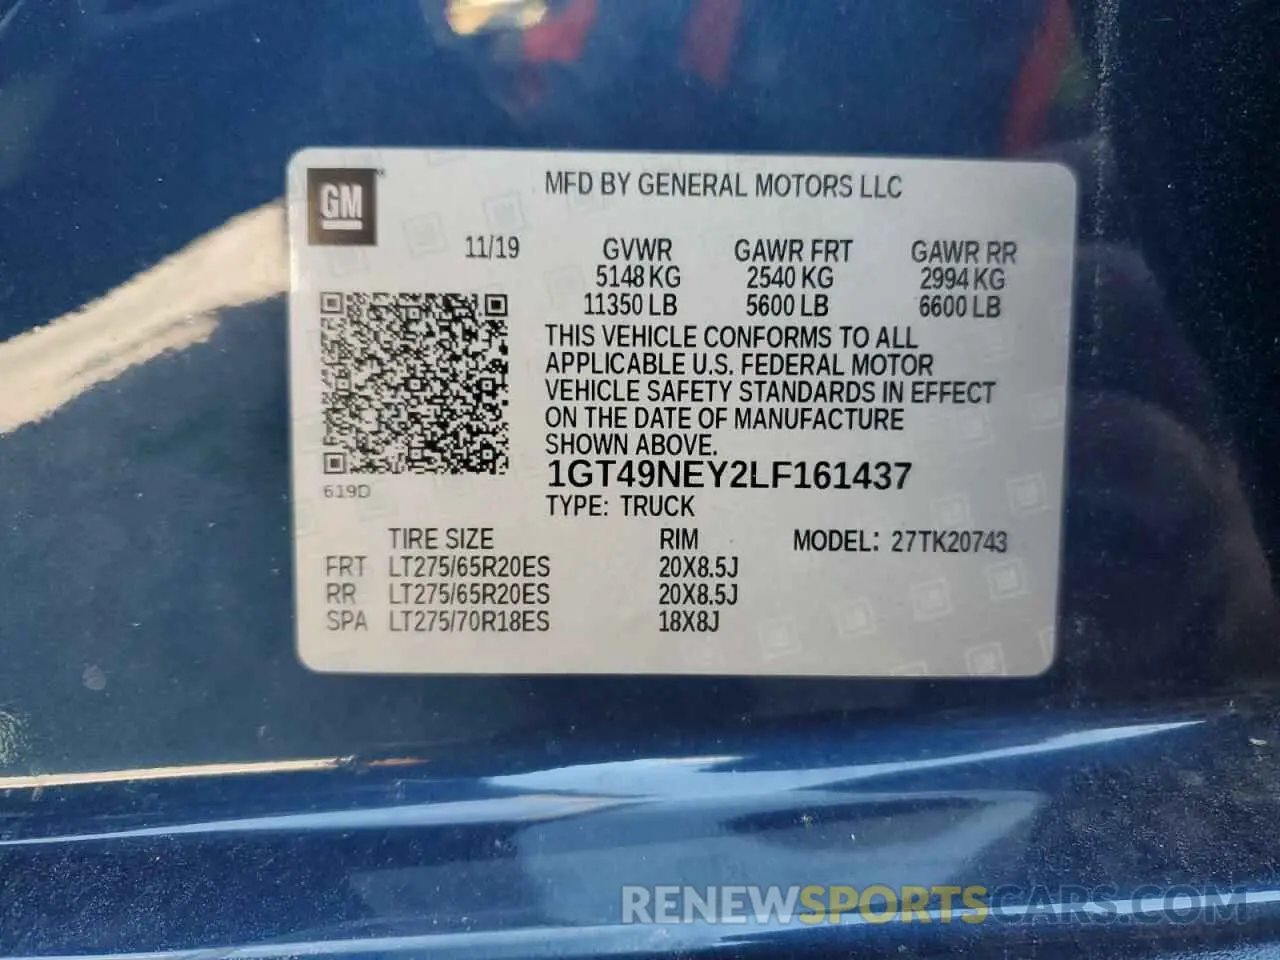 GM
MFD BY GENERAL MOTORS LLC
11/19 GVWR GAWR FRT GAWR RR
5148 KG 2540 KG 2994 KG
11350 LB 5600 LB 6600 LB
THIS VEHICLE CONFORMS TO ALL
APPLICABLE U.S. FEDERAL MOTOR
VEHICLE SAFETY STANDARDS IN EFFECT
ON THE DATE OF MANUFACTURE
SHOWN ABOVE.
1GT49NEY2LF161437
619D
TYPE: TRUCK
TIRE SIZE RIM MODEL: 27TK20743
FRT LT275/65R20ES 20X8.5J
RR LT275/65R20ES 20X8.5J
SPA LT275/70R18ES 18X8J
RENEWSPORTSCARS.COM